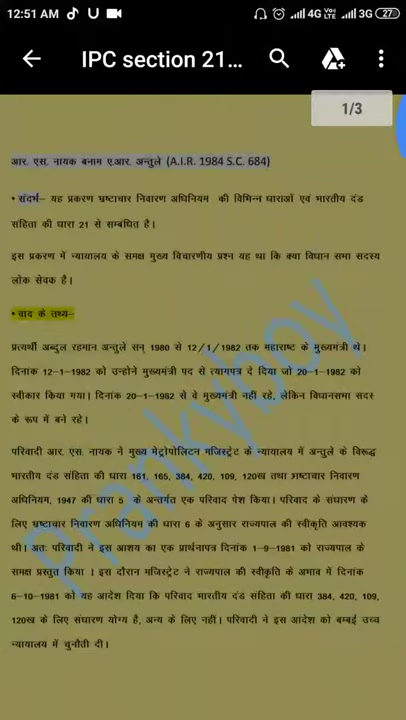 12:51 AM 4G Vo) LTE 3G 27
IPC section 21...
1/3
आर. एस. नायक बनाम ए.आर. अन्तुले (A.I.R. 1984 S.C. 684)
• संदर्भ– यह प्रकरण भ्रष्टाचार निवारण अधिनियम की विभिन्न धाराओं एवं भारतीय दंड
संहिता की धारा 21 से सम्बंधित है।
इस प्रकरण में न्यायालय के समक्ष मुख्य विचारणीय प्रश्न यह था कि क्या विधान सभा सदस्य
लोक सेवक है।
• वाद के तथ्य–
प्रत्यर्थी अब्दुल रहमान अन्तुले सन् 1980 से 12/1/1982 तक महाराष्ट के मुख्यमंत्री थे।
दिनांक 12–1–1982 को उन्होने मुख्यमंत्री पद से त्यागपत्र दे दिया जो 20–1–1982 को
स्वीकार किया गया। दिनांक 20–1–1982 से वे मुख्यमंत्री नहीं रहे, लेकिन विधानसभा सदस
के रूप में बने रहे।
परिवादी आर. एस. नायक ने मुख्य मेट्रोपोलिटन मजिस्ट्रेट के न्यायालय में अन्तुले के विरूद्ध
भारतीय दंड संहिता की धारा 161, 165, 384, 420, 109, 120ख तथा भ्रष्टाचार निवारण
अधिनियम, 1947 की धारा 5 के अन्तर्गत एक परिवाद पेश किया। परिवाद के संधारण के
लिए भ्रष्टाचार निवारण अधिनियम की धारा 6 के अनुसार राज्यपाल की स्वीकृति आवश्यक
थी। अतः परिवादी ने इस आशय का एक प्रार्थनापत्र दिनांक 1–9–1981 को राज्यपाल के
समक्ष प्रस्तुत किया । इस दौरान मजिस्ट्रेट ने राज्यपाल की स्वीकृति के अभाव में दिनांक
6–10–1981 को यह आदेश दिया कि परिवाद भारतीय दंड संहिता की धारा 384, 420, 109,
120ख के लिए संधारण योग्य है, अन्य के लिए नहीं। परिवादी ने इस आदेश को बम्बई उच्च
न्यायालय में चुनौती दी।
Prankyboy